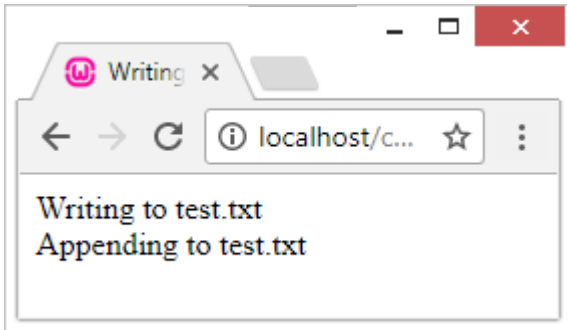 Writing
localhost/c...
Writing to test.txt
Appending to test.txt